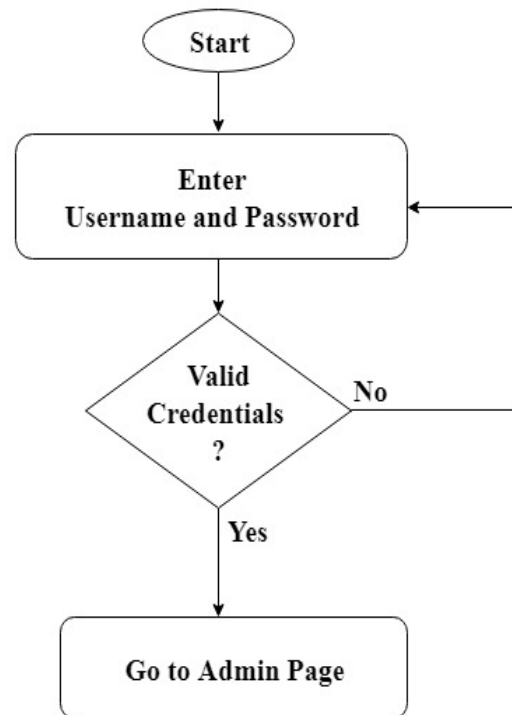 Start
Enter
Username and Password
Valid
Credentials
?
No
Yes
Go to Admin Page